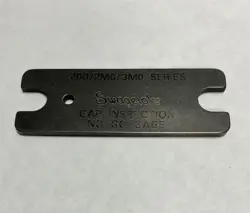 200/2M0/3M0 SERIES
Swagelok
GAP INSPECTION
NO GO GAGE